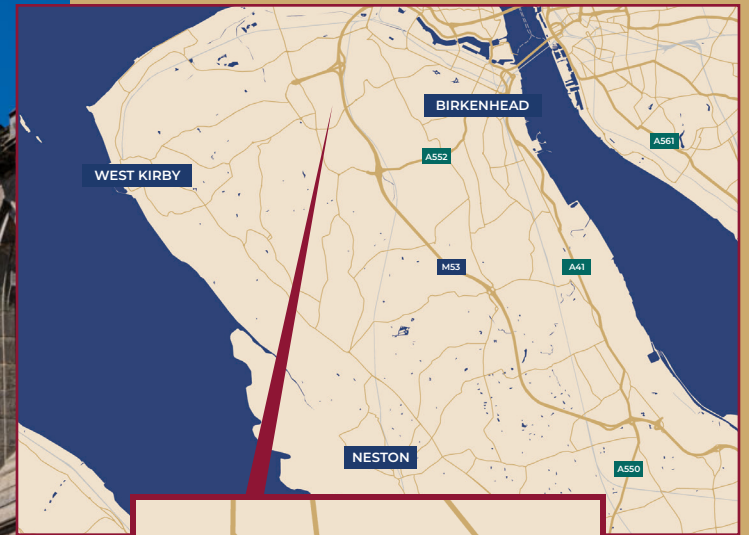 BIRKENHEAD
A561
A552
WEST KIRBY
M53
A41
NESTON
A550